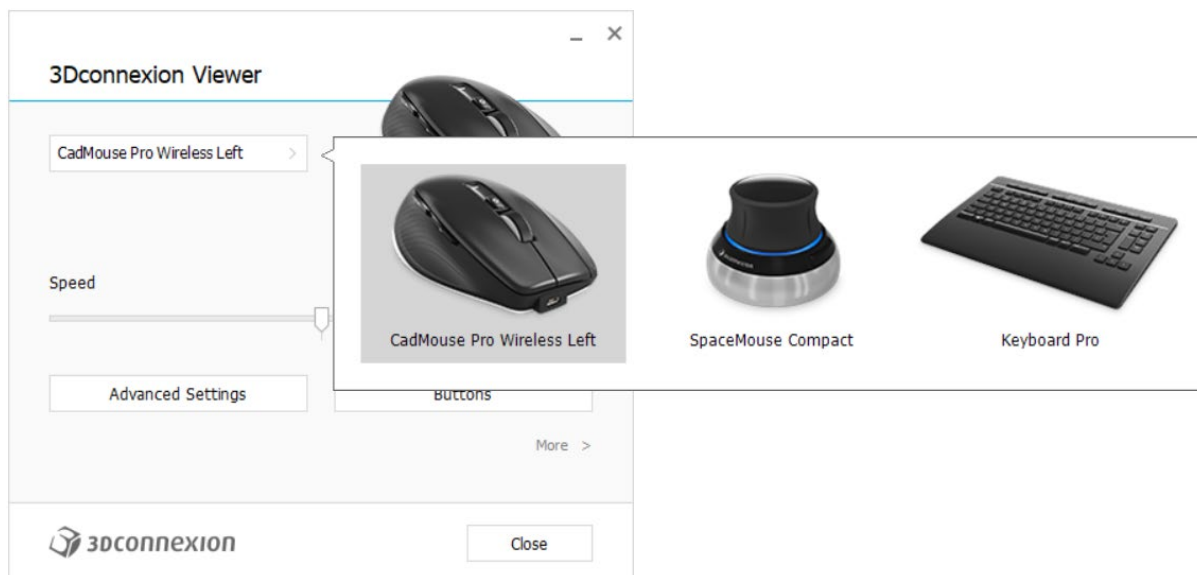 3Dconnexion Viewer
CadMouse Pro Wireless Left >
Speed
CadMouse Pro Wireless Left
SpaceMouse Compact
Keyboard Pro
Advanced Settings
Buttons
More >
3Dconnexion
Close